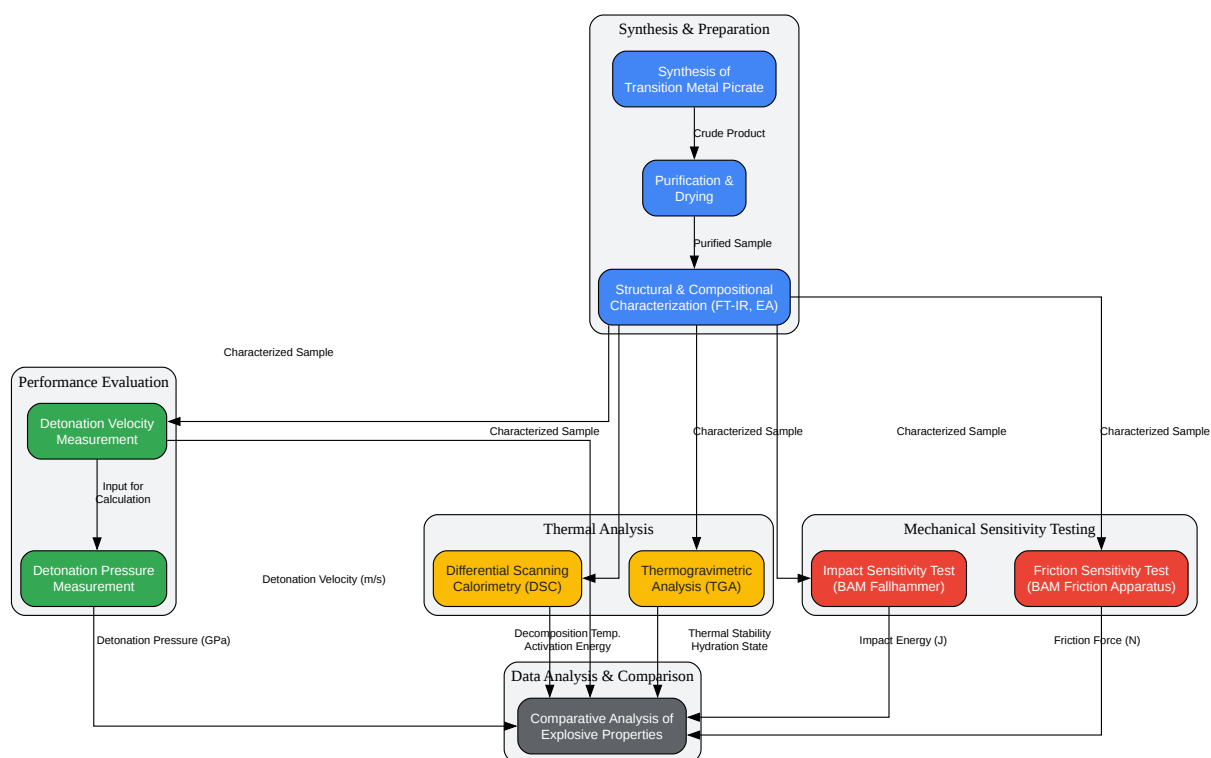 Synthesis & Preparation
Synthesis of
Transition Metal Picrate
Crude Product
Purification &
Drying
Purified Sample
Structural & Compositional
Characterization (FT-IR, EA)
Characterized Sample
Performance Evaluation
Detonation Velocity
Measurement
Characterized Sample
Characterized Sample
Characterized Sample
Characterized Sample
Input for
Calculation
Thermal Analysis
Mechanical Sensitivity Testing
Detonation Pressure
Measurement
Detonation Velocity (m/s)
Differential Scanning
Calorimetry (DSC)
Thermogravimetric
Analysis (TGA)
Impact Sensitivity Test
(BAM Fallhammer)
Friction Sensitivity Test
(BAM Friction Apparatus)
Detonation Pressure (GPa)
Decomposition Temp.
Activation Energy
Thermal Stability
Hydration State
Impact Energy (J)
Friction Force (N)
Data Analysis & Comparison
Comparative Analysis of
Explosive Properties